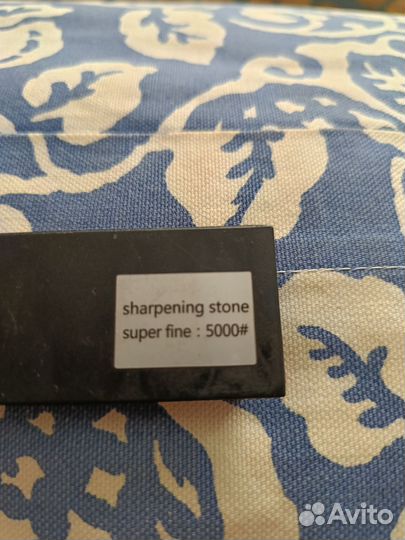 sharpening stone
super fine : 5000#
Avito